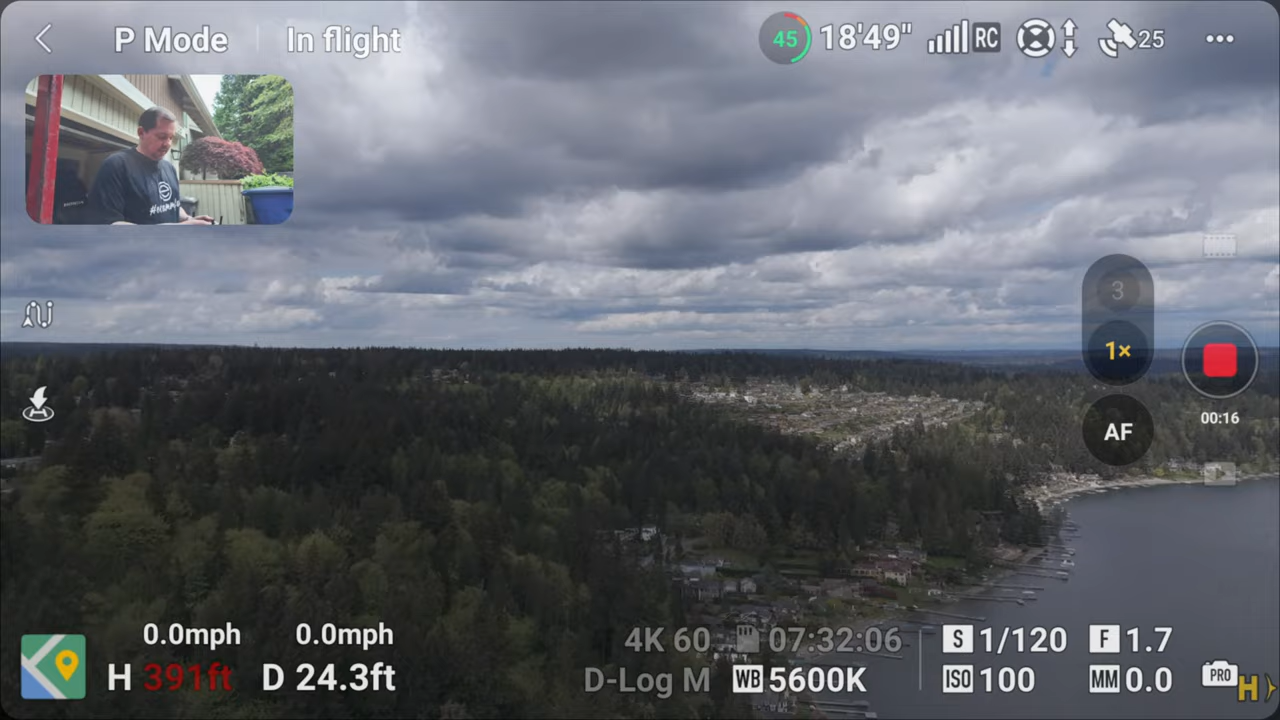 P Mode In flight 45 18'49" RC 25
3
1×
AF
00:16
0.0mph 0.0mph
H 391ft D 24.3ft
4K 60 07:32:06 S 1/120 F 1.7
D-Log M WB 5600K ISO 100 MM 0.0 PRO H